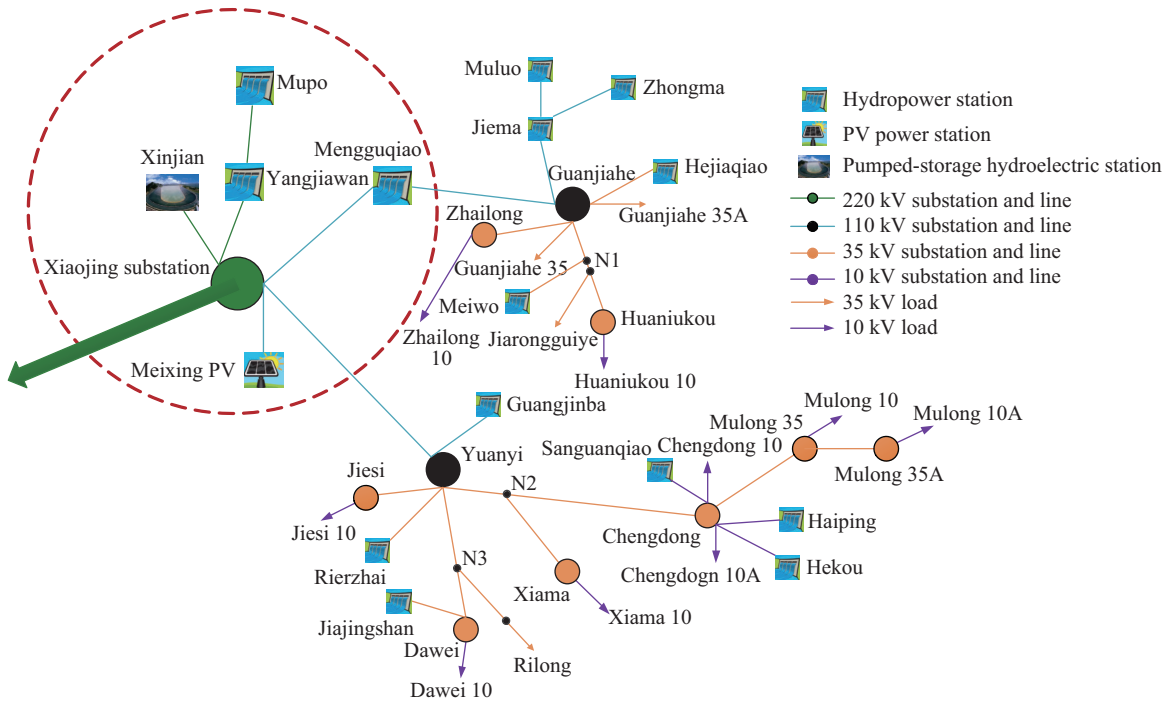 Mupo
Xinjian
Yangjiawan
Mengguqiao
Xiaojing substation
Meixing PV
Muluo
Zhongma
Jiema
Guanjiahe
Hejiaqiao
Guanjiahe 35A
Zhailong
Guanjiahe 35
N1
Meiwo
Zhailong
10
Jiarongguiye
Huaniukou
Huaniukou 10
Hydropower station
PV power station
Pumped-storage hydroelectric station
220 kV substation and line
110 kV substation and line
35 kV substation and line
10 kV substation and line
35 kV load
10 kV load
Guangjinba
Yuanyi
Jiesi
Jiesi 10
N2
Rierzhai
N3
Jiajingshan
Dawei
Dawei 10
Rilong
Xiama
Xiama 10
Sanguanqiao
Chengdong 10
Mulong 35
Mulong 10
Mulong 10A
Mulong 35A
Chengdong
Haiping
Hekou
Chengdogn 10A